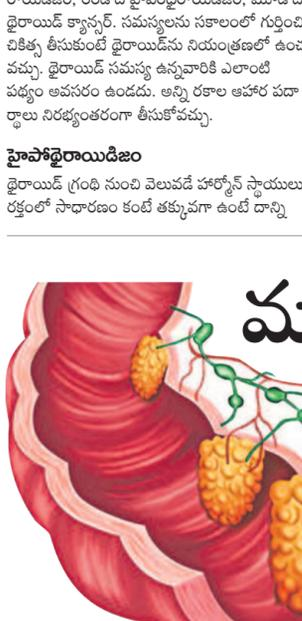 థైరాయిడ్ క్యాన్సర్. సమస్యలను సకాలంలో గుర్తించి
చికిత్స తీసుకుంటే థైరాయిడ్‌ను నియంత్రణలో ఉంచ
వచ్చు. థైరాయిడ్ సమస్య ఉన్నవారికి ఎలాంటి
పథ్యం అవసరం ఉండదు. అన్ని రకాల ఆహార పదా
ర్థాలు నిరభ్యంతరంగా తీసుకోవచ్చు.
హైపోథైరాయిడిజం
థైరాయిడ్ గ్రంథి నుంచి వెలువడే హార్మోన్ స్థాయులు
రక్తంలో సాధారణం కంటే తక్కువగా ఉంటే దాన్ని